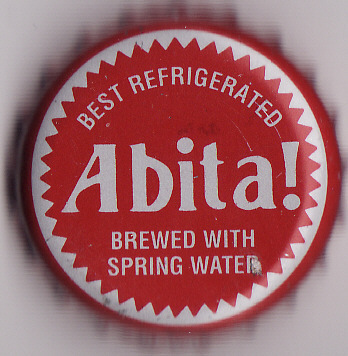 BEST REFRIGERATED
Abita!
BREWED WITH
SPRING WATER